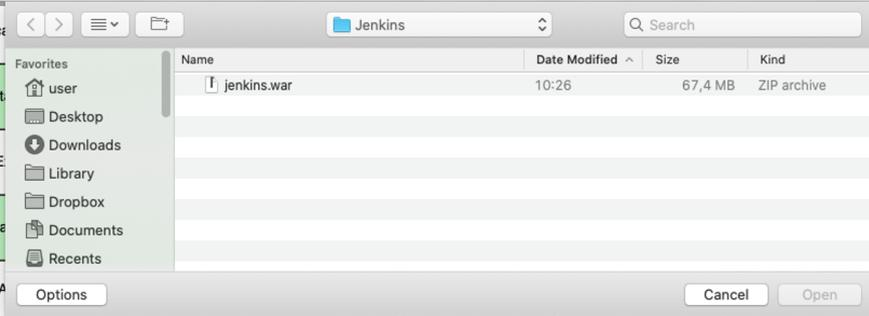 Jenkins
Search
Favorites
user
Desktop
Downloads
Library
Dropbox
Documents
Recents
Name Date Modified Size Kind
jenkins.war 10:26 67,4 MB ZIP archive
Options Cancel Open